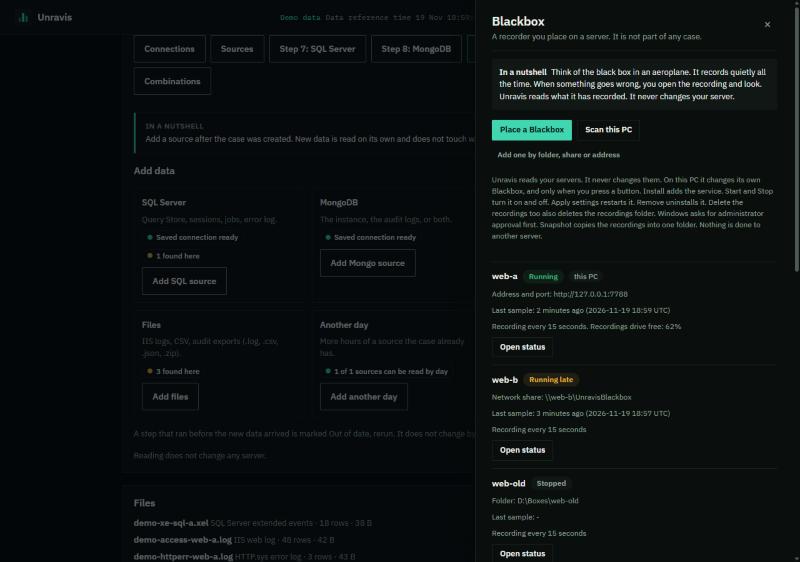 Unravis
Demo data Data reference time 19 Nov 18:59:
Connections
Sources
Step 7: SQL Server
Step 8: MongoDB
Combinations
IN A NUTSHELL
Add a source after the case was created. New data is read on its own and does not touch w
Add data
SQL Server
Query Store, sessions, jobs, error log.
Saved connection ready
1 found here
Add SQL source
MongoDB
The instance, the audit logs, or both.
Saved connection ready
Add Mongo source
Files
IIS logs, CSV, audit exports (.log, .csv,
.json, .zip).
3 found here
Add files
Another day
More hours of a source the case already
has.
1 of 1 sources can be read by day
Add another day
A step that ran before the new data arrived is marked Out of date, rerun. It does not change by
Reading does not change any server.
Files
demo-xe-sql-a.xel SQL Server extended events · 18 rows · 38 B
demo-access-web-a.log IIS web log · 48 rows · 42 B
demo-httperr-web-a.log HTTP.sys error log · 3 rows · 43 B
Blackbox
×
A recorder you place on a server. It is not part of any case.
In a nutshell Think of the black box in an aeroplane. It records quietly all
the time. When something goes wrong, you open the recording and look.
Unravis reads what it has recorded. It never changes your server.
Place a Blackbox
Scan this PC
Add one by folder, share or address
Unravis reads your servers. It never changes them. On this PC it changes its own
Blackbox, and only when you press a button. Install adds the service. Start and Stop
turn it on and off. Apply settings restarts it. Remove uninstalls it. Delete the
recordings too also deletes the recordings folder. Windows asks for administrator
approval first. Snapshot copies the recordings into one folder. Nothing is done to
another server.
web-a Running this PC
Address and port: http://127.0.0.1:7788
Last sample: 2 minutes ago (2026-11-19 18:59 UTC)
Recording every 15 seconds. Recordings drive free: 62%
Open status
web-b Running late
Network share: \\web-b\UnravisBlackbox
Last sample: 3 minutes ago (2026-11-19 18:57 UTC)
Recording every 15 seconds
Open status
web-old Stopped
Folder: D:\Boxes\web-old
Last sample: -
Recording every 15 seconds
Open status